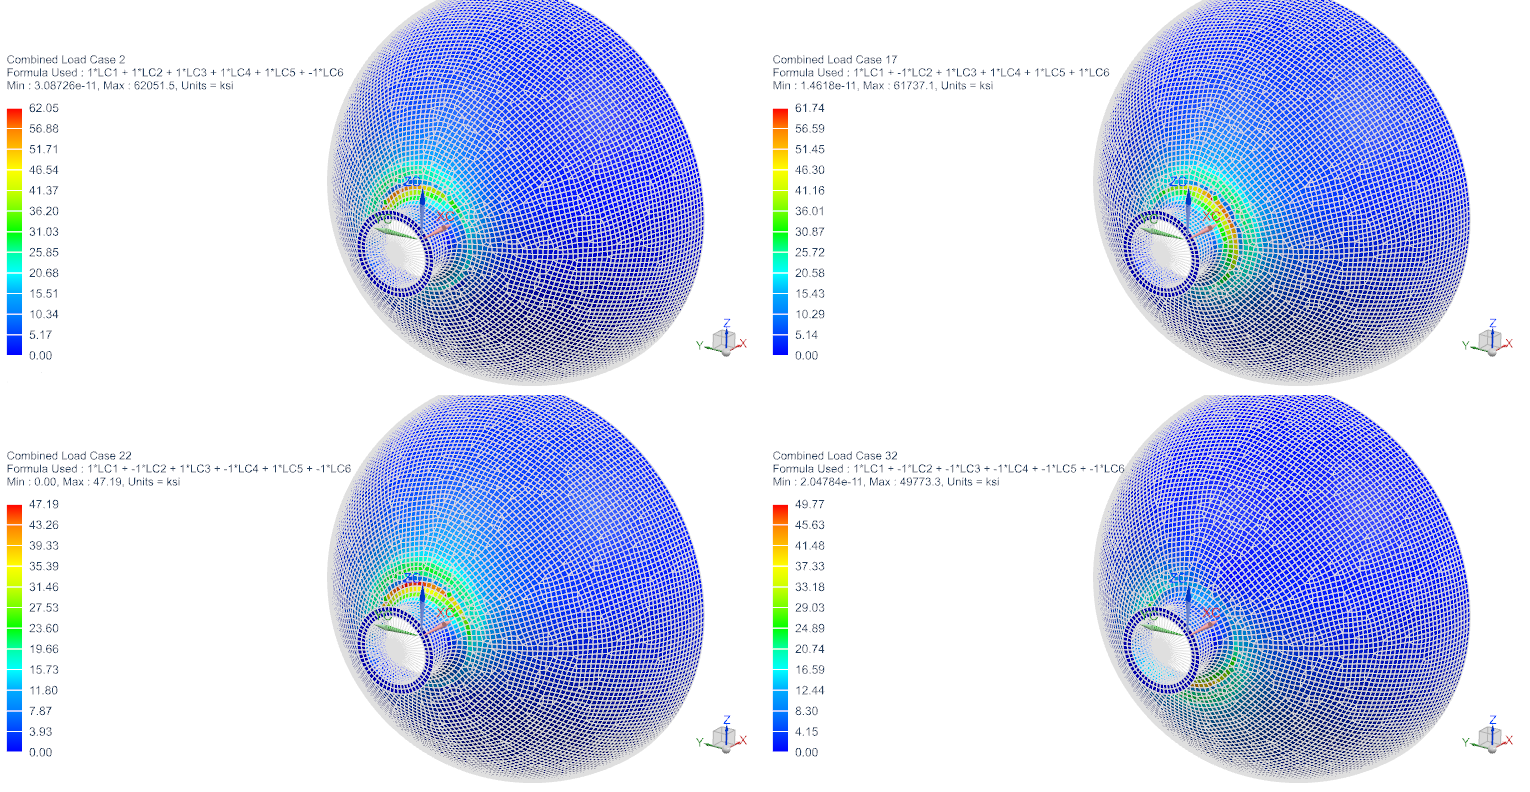 Combined Load Case 2
Formula Used : 1*LC1 + 1*LC2 + 1*LC3 + 1*LC4 + 1*LC5 + -1*LC6
Min : 3.08726e-11, Max : 62051.5, Units = ksi
62.05
56.88
51.71
46.54
41.37
36.20
31.03
25.85
20.68
15.51
10.34
5.17
0.00
XC
Z
Y
X
Combined Load Case 17
Formula Used : 1*LC1 + -1*LC2 + 1*LC3 + 1*LC4 + 1*LC5 + 1*LC6
Min : 1.4618e-11, Max : 61737.1, Units = ksi
61.74
56.59
51.45
46.30
41.16
36.01
30.87
25.72
20.58
15.43
10.29
5.14
0.00
XC
Z
Y
X
Combined Load Case 22
Formula Used : 1*LC1 + -1*LC2 + 1*LC3 + -1*LC4 + 1*LC5 + -1*LC6
Min : 0.00, Max : 47.19, Units = ksi
47.19
43.26
39.33
35.39
31.46
27.53
23.60
19.66
15.73
11.80
7.87
3.93
0.00
XC
Z
Y
X
Combined Load Case 32
Formula Used : 1*LC1 + -1*LC2 + -1*LC3 + -1*LC4 + -1*LC5 + -1*LC6
Min : 2.04784e-11, Max : 49773.3, Units = ksi
49.77
45.63
41.48
37.33
33.18
29.03
24.89
20.74
16.59
12.44
8.30
4.15
0.00
XC
Z
Y
X